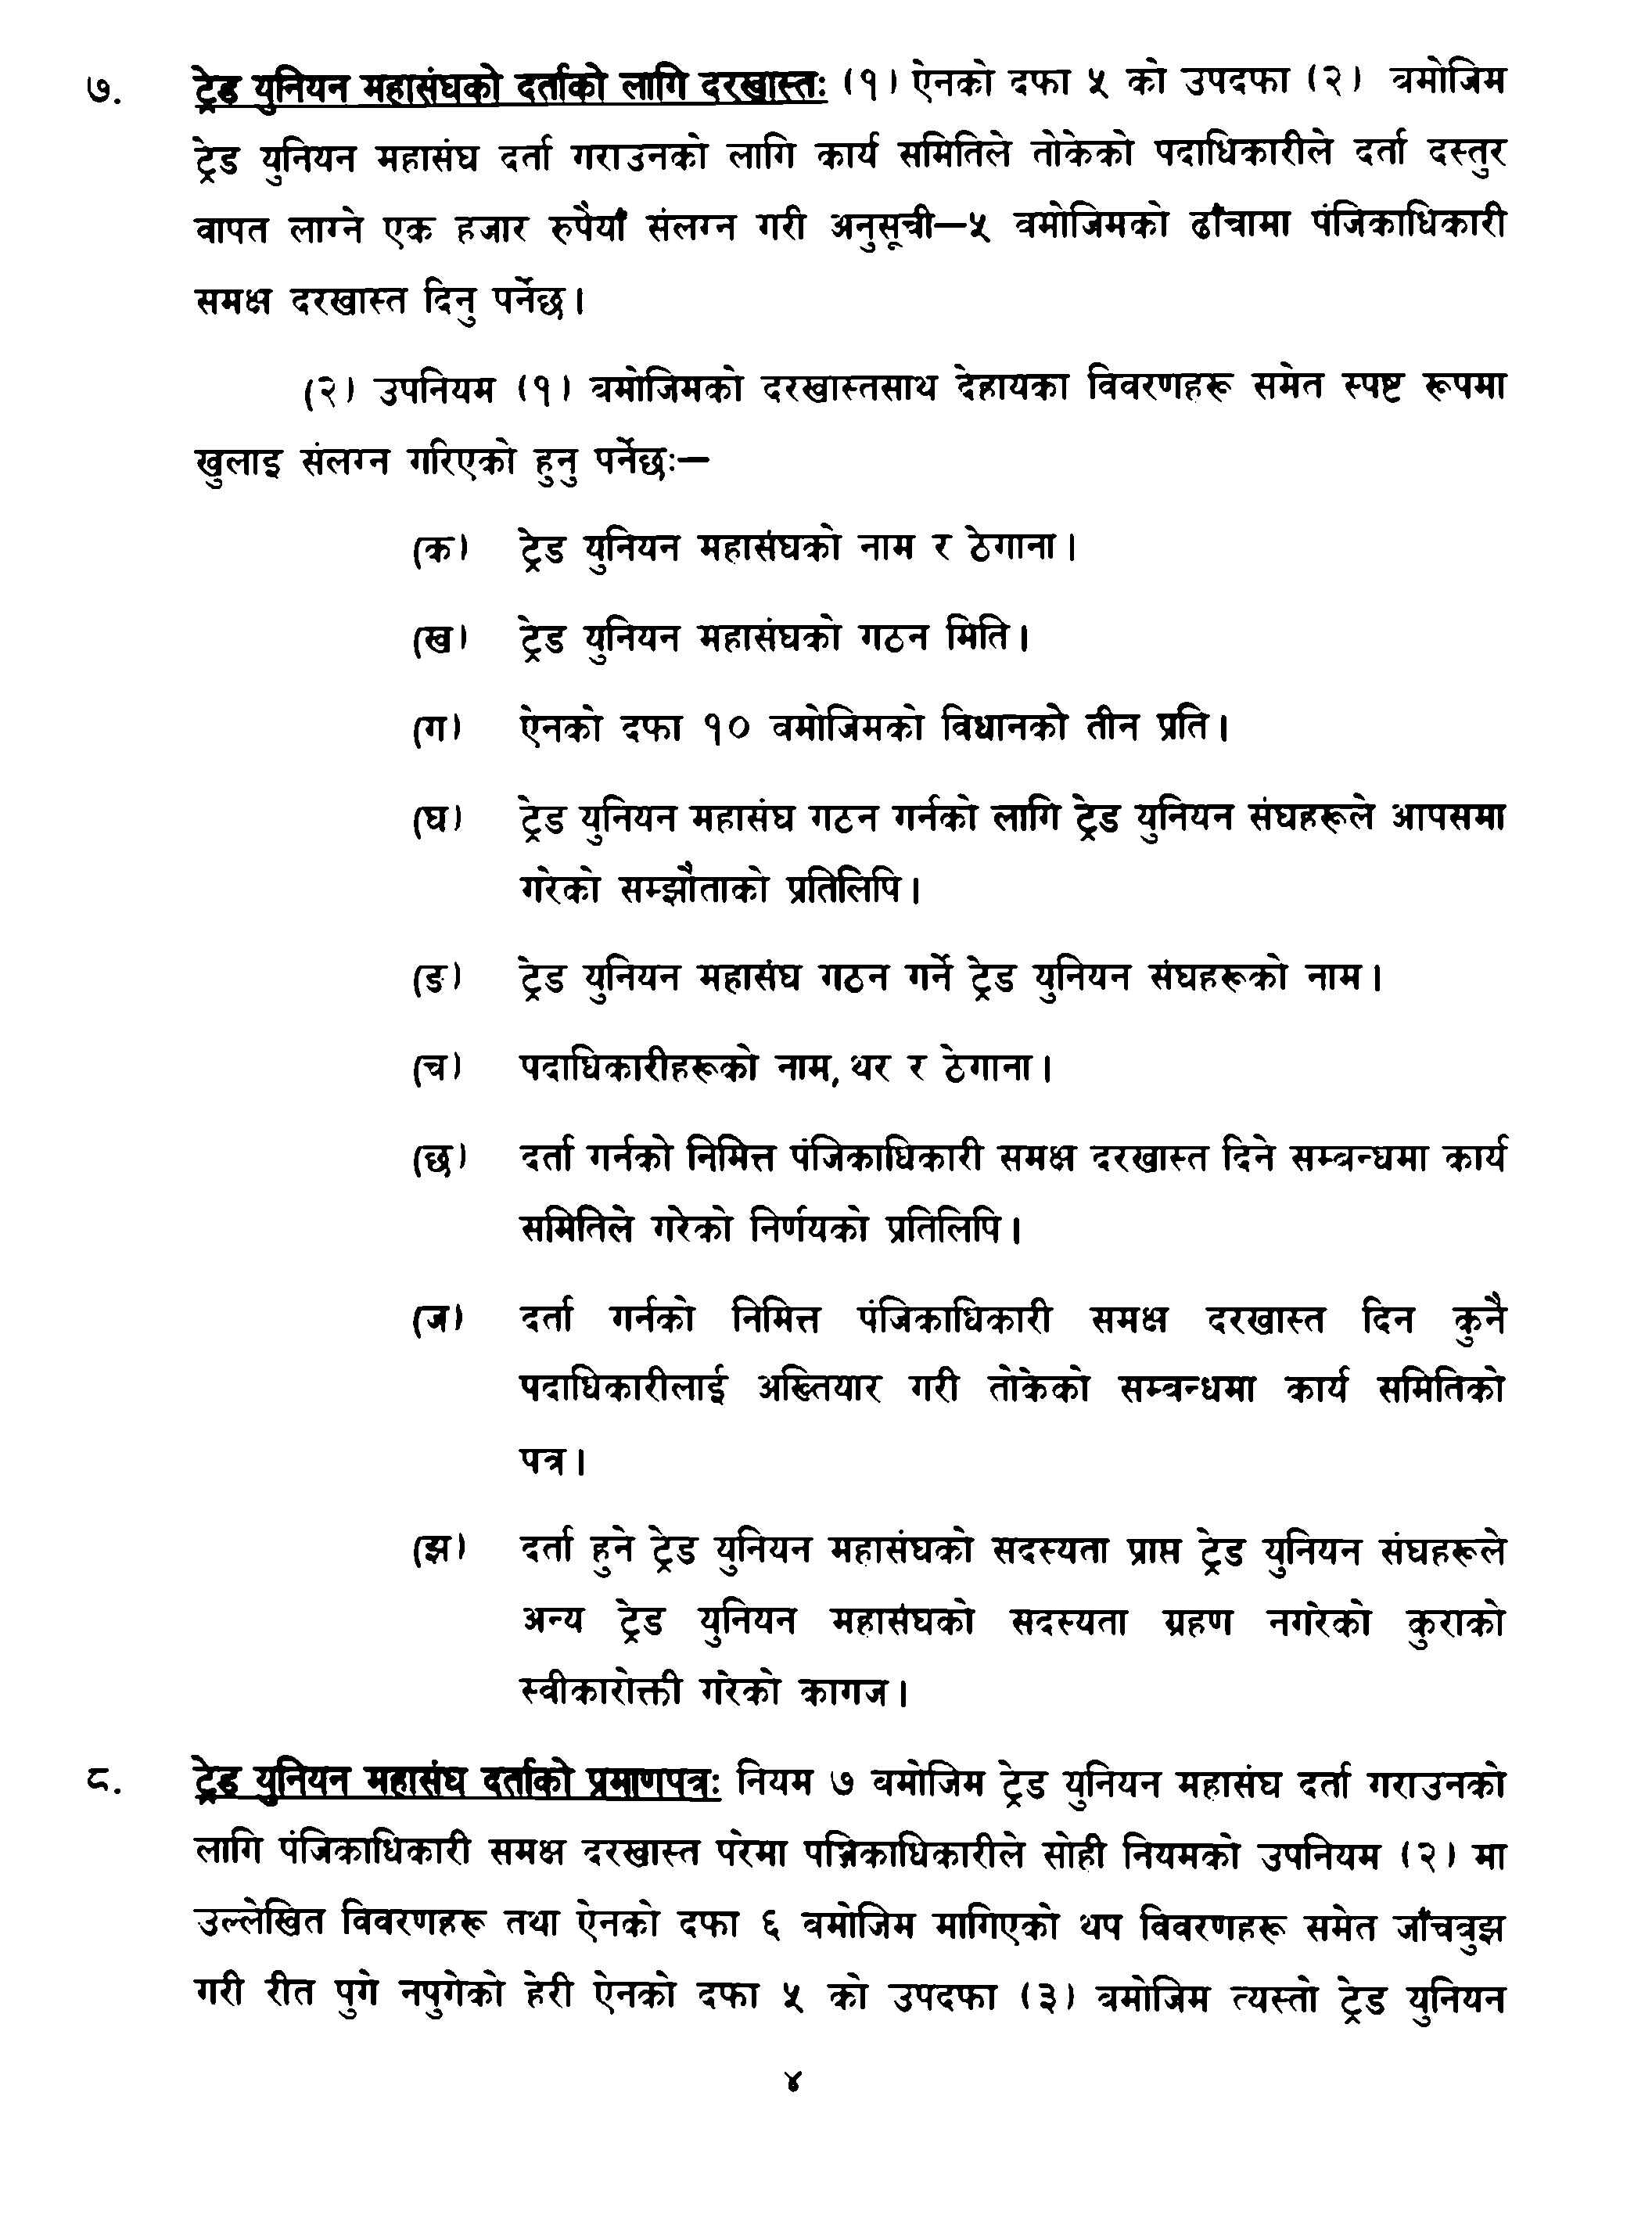 ७. ट्रेड युनियन महासंघको दर्ताको लागि दरखास्तः (१) ऐनको दफा ५ को उपदफा (२) बमोजिम
ट्रेड युनियन महासंघ दर्ता गराउनको लागि कार्य समितिले तोकेको पदाधिकारीले दर्ता दस्तुर
वापत लाग्ने एक हजार रुपैयाँ संलग्न गरी अनुसूची–५ बमोजिमको ढाँचामा पंजिकाधिकारी
समक्ष दरखास्त दिनु पर्नेछ।
(२) उपनियम (१) बमोजिमको दरखास्तसाथ देहायका विवरणहरू समेत स्पष्ट रूपमा
खुलाइ संलग्न गरिएको हुनु पर्नेछः–
(क) ट्रेड युनियन महासंघको नाम र ठेगाना।
(ख) ट्रेड युनियन महासंघको गठन मिति।
(ग) ऐनको दफा १० बमोजिमको विधानको तीन प्रति।
(घ) ट्रेड युनियन महासंघ गठन गर्नको लागि ट्रेड युनियन संघहरूले आपसमा
गरेको सम्झौताको प्रतिलिपि।
(ङ) ट्रेड युनियन महासंघ गठन गर्ने ट्रेड युनियन संघहरूको नाम।
(च) पदाधिकारीहरूको नाम, थर र ठेगाना।
(छ) दर्ता गर्नको निमित्त पंजिकाधिकारी समक्ष दरखास्त दिने सम्बन्धमा कार्य
समितिले गरेको निर्णयको प्रतिलिपि।
(ज) दर्ता गर्नको निमित्त पंजिकाधिकारी समक्ष दरखास्त दिन कुनै
पदाधिकारीलाई अख्तियार गरी तोकेको सम्बन्धमा कार्य समितिको
पत्र।
(झ) दर्ता हुने ट्रेड युनियन महासंघको सदस्यता प्राप्त ट्रेड युनियन संघहरूले
अन्य ट्रेड युनियन महासंघको सदस्यता ग्रहण नगरेको कुराको
स्वीकारोक्ती गरेको कागज।
८. ट्रेड युनियन महासंघ दर्ताको प्रमाणपत्रः नियम ७ बमोजिम ट्रेड युनियन महासंघ दर्ता गराउनको
लागि पंजिकाधिकारी समक्ष दरखास्त परेमा पञ्जिकाधिकारीले सोही नियमको उपनियम (२) मा
उल्लेखित विवरणहरू तथा ऐनको दफा ६ बमोजिम मागिएको थप विवरणहरू समेत जाँचबुझ
गरी रीत पुगे नपुगेको हेरी ऐनको दफा ५ को उपदफा (३) बमोजिम त्यस्तो ट्रेड युनियन
४